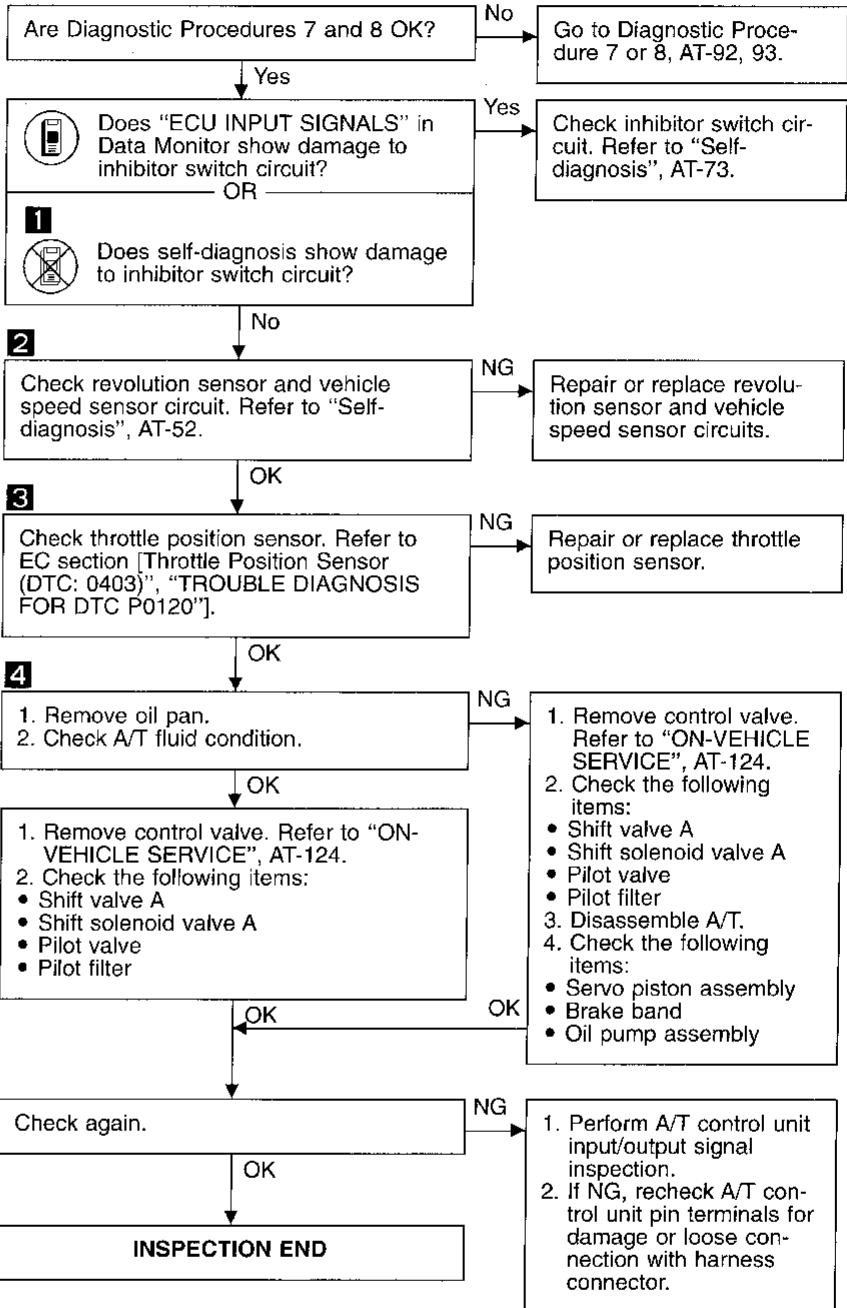 Are Diagnostic Procedures 7 and 8 OK?
No
Go to Diagnostic Proce-
dure 7 or 8, AT-92, 93.
Yes
Does “ECU INPUT SIGNALS” in
Data Monitor show damage to
inhibitor switch circuit?
OR
1
Does self-diagnosis show damage
to inhibitor switch circuit?
Yes
Check inhibitor switch cir-
cuit. Refer to “Self-
diagnosis”, AT-73.
No
2
Check revolution sensor and vehicle
speed sensor circuit. Refer to “Self-
diagnosis”, AT-52.
NG
Repair or replace revolu-
tion sensor and vehicle
speed sensor circuits.
OK
3
Check throttle position sensor. Refer to
EC section [Throttle Position Sensor
(DTC: 0403)”, “TROUBLE DIAGNOSIS
FOR DTC P0120”].
NG
Repair or replace throttle
position sensor.
OK
4
1. Remove oil pan.
2. Check A/T fluid condition.
NG
1. Remove control valve.
Refer to “ON-VEHICLE
SERVICE”, AT-124.
2. Check the following
items:
• Shift valve A
• Shift solenoid valve A
• Pilot valve
• Pilot filter
3. Disassemble A/T.
4. Check the following
items:
• Servo piston assembly
• Brake band
• Oil pump assembly
OK
1. Remove control valve. Refer to “ON-
VEHICLE SERVICE”, AT-124.
2. Check the following items:
• Shift valve A
• Shift solenoid valve A
• Pilot valve
• Pilot filter
OK
OK
Check again.
NG
1. Perform A/T control unit
input/output signal
inspection.
2. If NG, recheck A/T con-
trol unit pin terminals for
damage or loose con-
nection with harness
connector.
OK
INSPECTION END